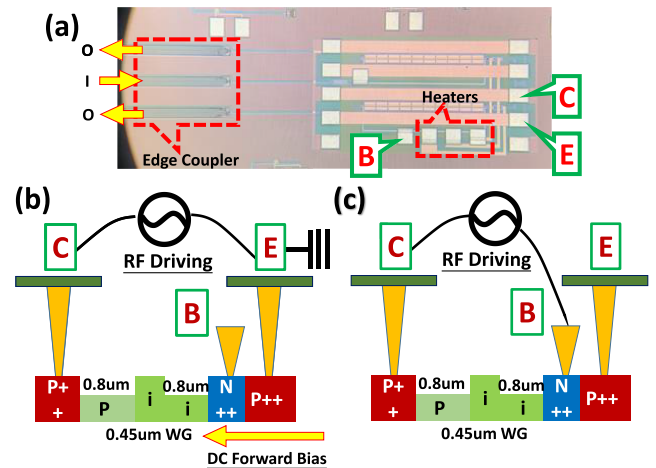 (a)
O
I
O
Edge Coupler
Heaters
B
C
E
(b)
C
RF Driving
E
B
P+
+
0.8um
P
i
0.8um
i
N
++
P++
0.45um WG
DC Forward Bias
(c)
C
RF Driving
E
B
P+
+
0.8um
P
i
0.8um
i
N
++
P++
0.45um WG